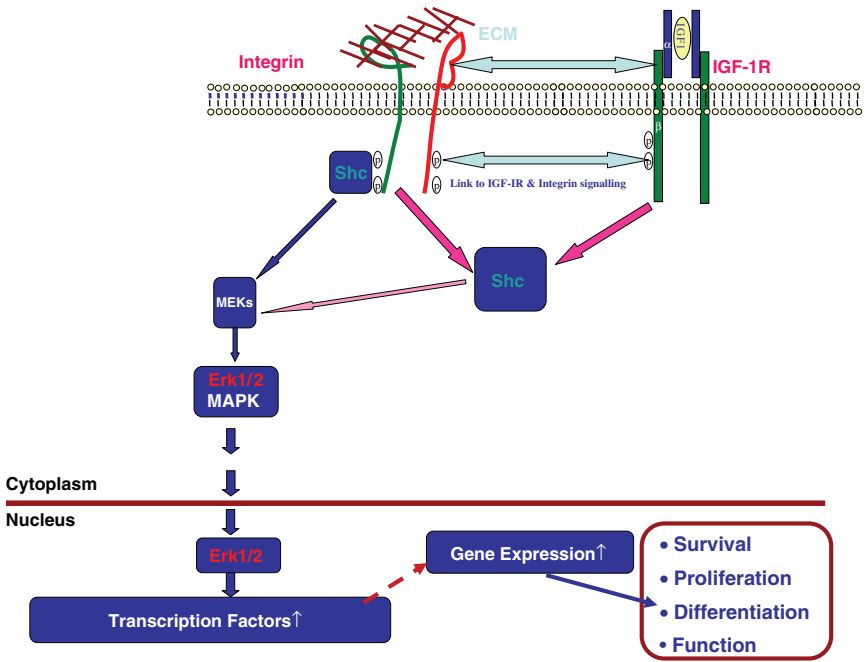 ECM
IGF1
α
Integrin
IGF-1R
β
p
p
p
p
p
p
Shc
Link to IGF-IR & Integrin signalling
Shc
MEKs
Erk1/2
MAPK
Cytoplasm
Nucleus
Erk1/2
Gene Expression↑
Transcription Factors↑
• Survival
• Proliferation
• Differentiation
• Function